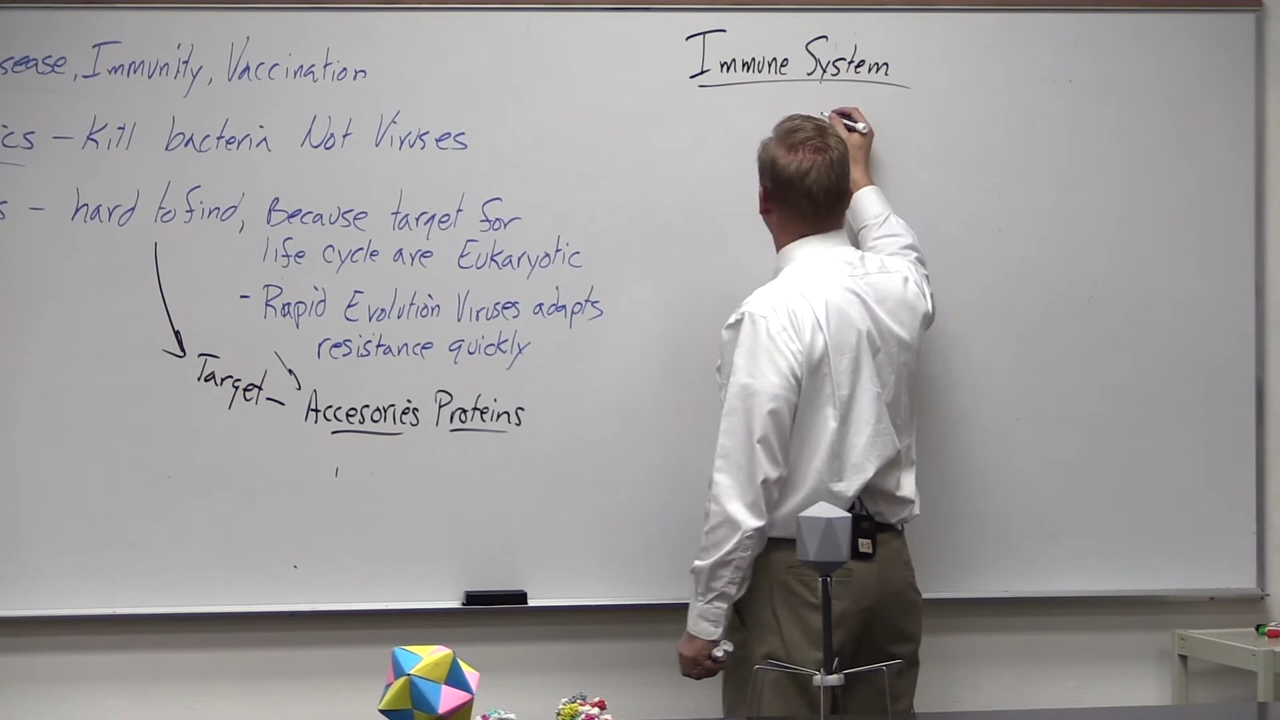 sease, Immunity, Vaccination
ics - Kill bacteria Not Viruses
s - hard to find, Because target for
life cycle are Eukaryotic
- Rapid Evolution Viruses adapts
resistance quickly
Target - Accesories Proteins
Immune System